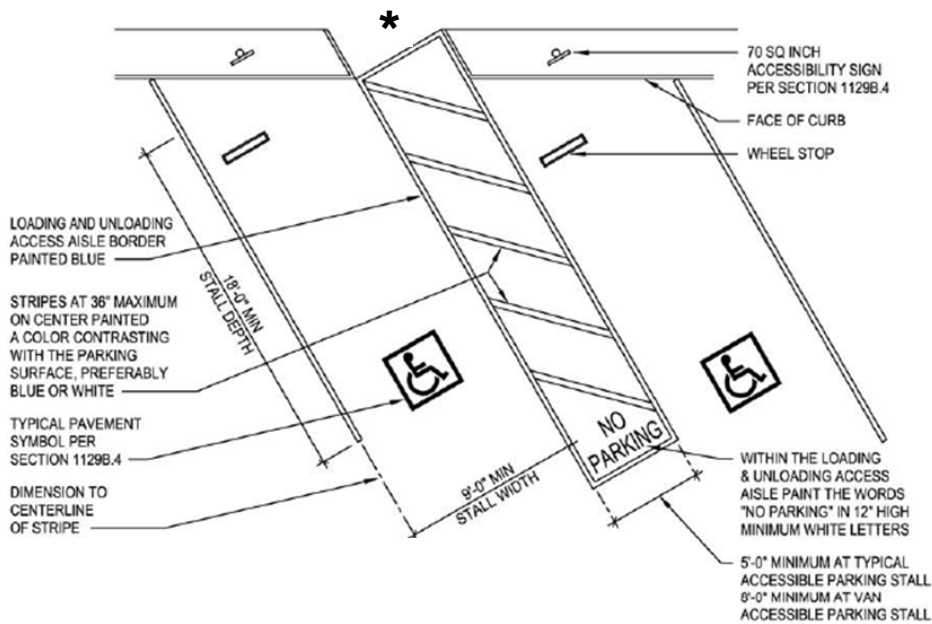 *
70 SQ INCH
ACCESSIBILITY SIGN
PER SECTION 1129B.4
FACE OF CURB
WHEEL STOP
LOADING AND UNLOADING
ACCESS AISLE BORDER
PAINTED BLUE
STRIPES AT 36" MAXIMUM
ON CENTER PAINTED
A COLOR CONTRASTING
WITH THE PARKING
SURFACE, PREFERABLY
BLUE OR WHITE
TYPICAL PAVEMENT
SYMBOL PER
SECTION 1129B.4
DIMENSION TO
CENTERLINE
OF STRIPE
18'-0" MIN
STALL DEPTH
9'-0" MIN
STALL WIDTH
NO
PARKING
WITHIN THE LOADING
& UNLOADING ACCESS
AISLE PAINT THE WORDS
"NO PARKING" IN 12" HIGH
MINIMUM WHITE LETTERS
5'-0" MINIMUM AT TYPICAL
ACCESSIBLE PARKING STALL
8'-0" MINIMUM AT VAN
ACCESSIBLE PARKING STALL